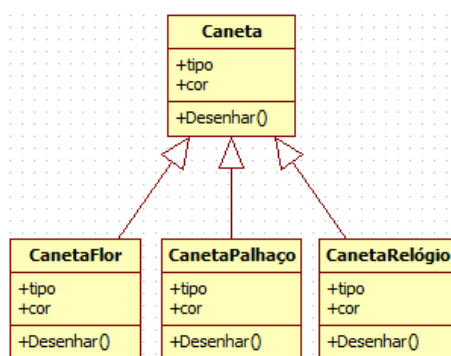 Caneta
+tipo
+cor
+Desenhar()
CanetaFlor
+tipo
+cor
+Desenhar()
CanetaPalhaço
+tipo
+cor
+Desenhar()
CanetaRelógio
+tipo
+cor
+Desenhar()